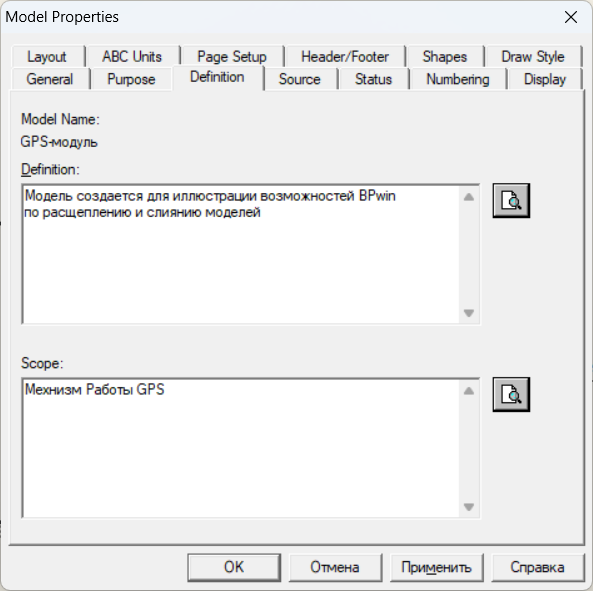 Model Properties
Layout
ABC Units
Page Setup
Header/Footer
Shapes
Draw Style
General
Purpose
Definition
Source
Status
Numbering
Display
Model Name:
GPS-модуль
Definition:
Модель создается для иллюстрации возможностей BPwin
по расщеплению и слиянию моделей
Scope:
Мехнизм Работы GPS
OK
Отмена
Применить
Справка